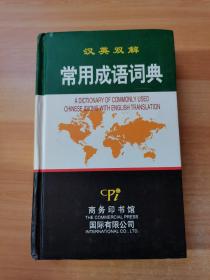 汉英双解
常用成语词典
A DICTIONARY OF COMMONLY USED
CHINESE IDIOMS WITH ENGLISH TRANSLATION
CPi
商务印书馆
THE COMMERCIAL PRESS
国际有限公司
INTERNATIONAL CO., LTD.